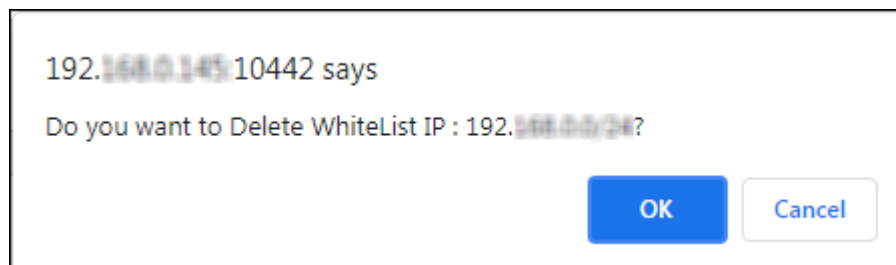 192. :10442 says
Do you want to Delete WhiteList IP : 192. ?
OK
Cancel